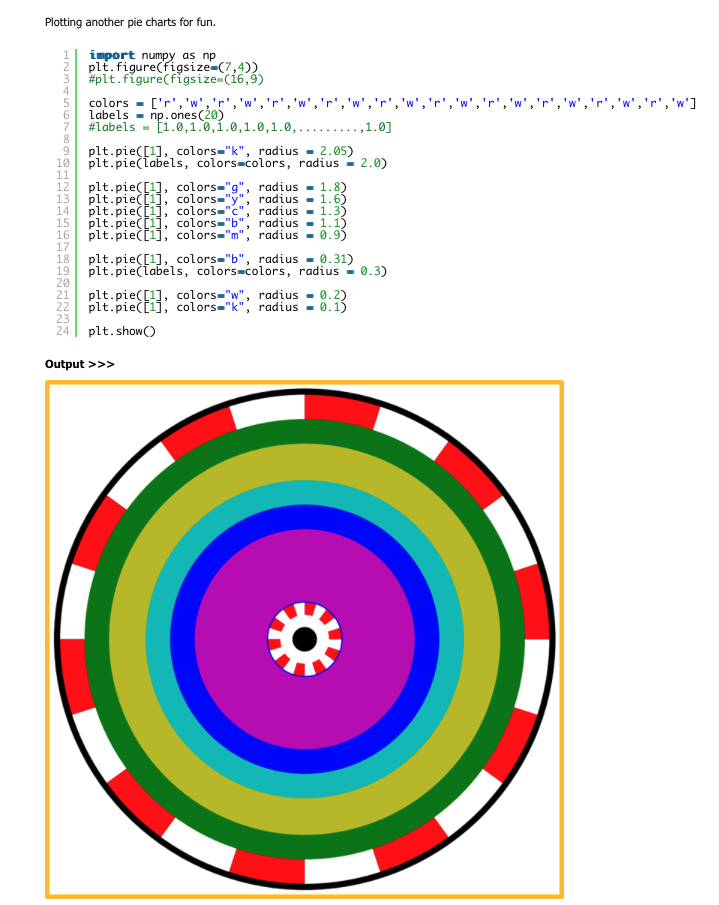 Plotting another pie charts for fun.
1 import numpy as np
2 plt.figure(figsize=(7,4))
3 #plt.figure(figsize=(16,9)
4
5 colors = ['r','w','r','w','r','w','r','w','r','w','r','w','r','w','r','w','r','w','r','w']
6 labels = np.ones(20)
7 #labels = [1.0,1.0,1.0,1.0,1.0,.........,1.0]
8
9 plt.pie([1], colors="k", radius = 2.05)
10 plt.pie(labels, colors=colors, radius = 2.0)
11
12 plt.pie([1], colors="g", radius = 1.8)
13 plt.pie([1], colors="y", radius = 1.6)
14 plt.pie([1], colors="c", radius = 1.3)
15 plt.pie([1], colors="b", radius = 1.1)
16 plt.pie([1], colors="m", radius = 0.9)
17
18 plt.pie([1], colors="b", radius = 0.31)
19 plt.pie(labels, colors=colors, radius = 0.3)
20
21 plt.pie([1], colors="w", radius = 0.2)
22 plt.pie([1], colors="k", radius = 0.1)
23
24 plt.show()
Output >>>